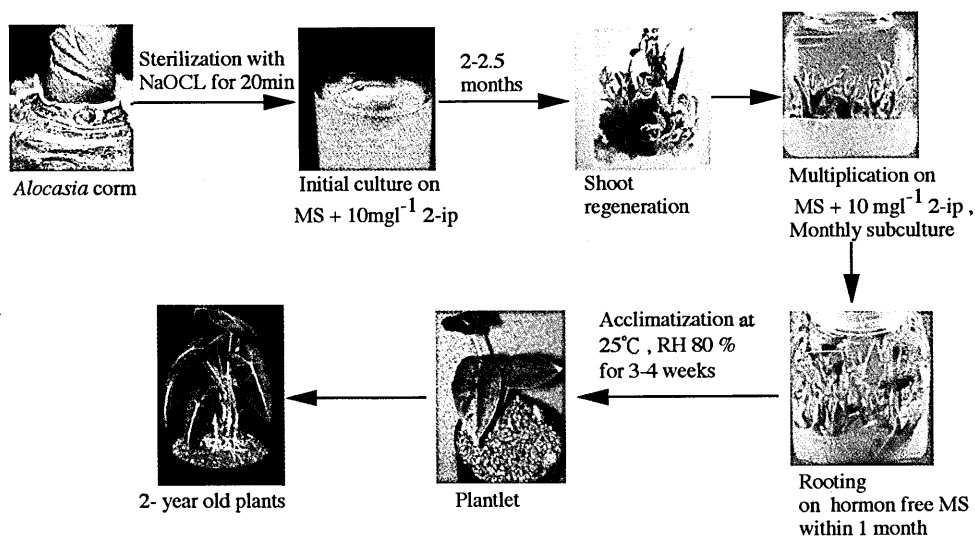 Sterilization with
NaOCL for 20min
Alocasia corm
Initial culture on
MS + 10mgl-1 2-ip
2-2.5
months
Shoot
regeneration
Multiplication on
MS + 10 mgl-1 2-ip ,
Monthly subculture
Rooting
on hormon free MS
within 1 month
Acclimatization at
25℃ , RH 80 %
for 3-4 weeks
Plantlet
2- year old plants